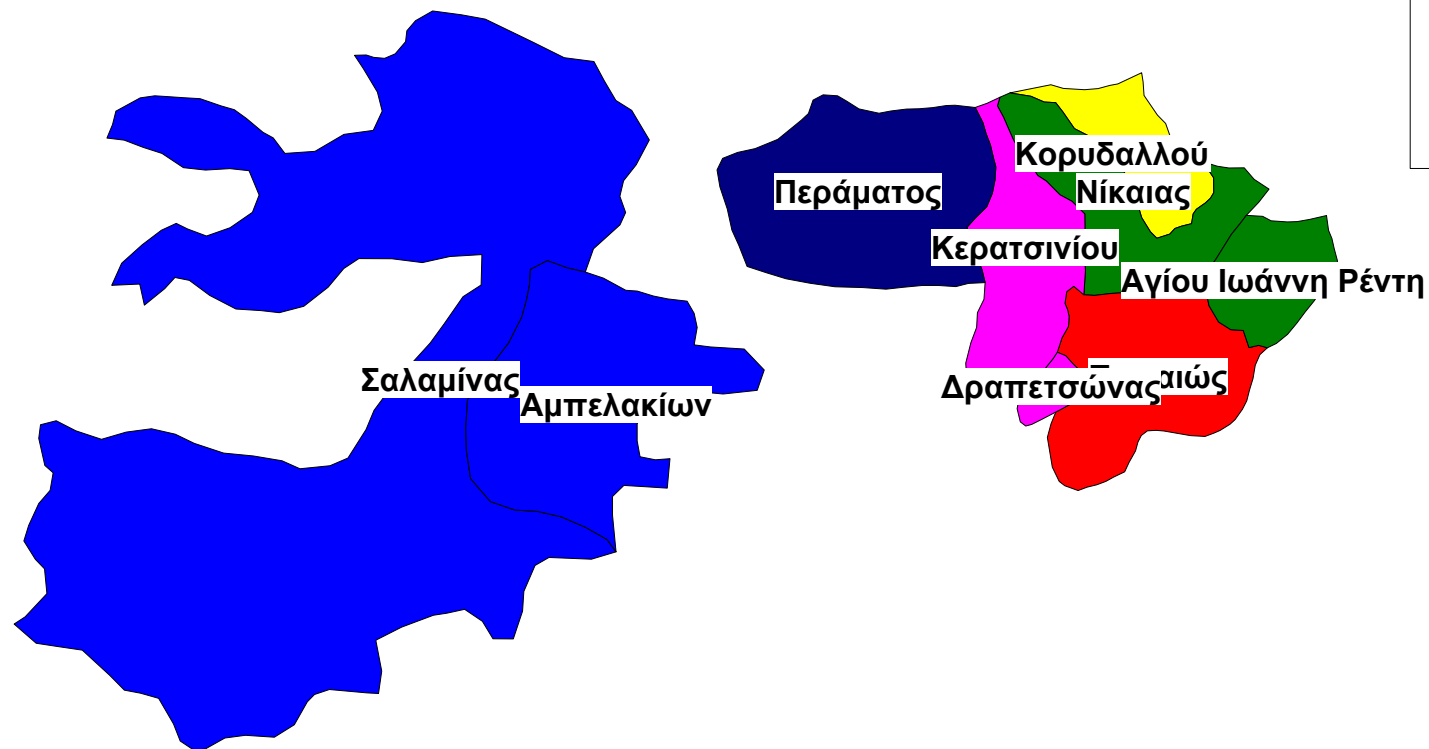 Κορυδαλλού
Περάματος
Νίκαιας
Κερατσινίου
Αγίου Ιωάννη Ρέντη
Σαλαμίνας
Δραπετσώνας
Αμπελακίων